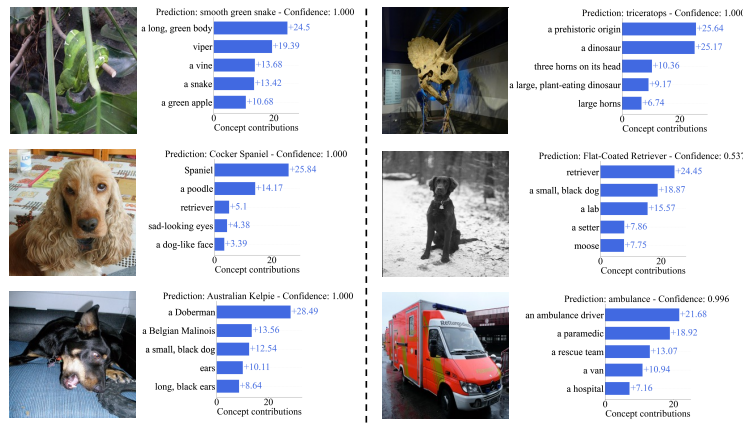 Prediction: smooth green snake - Confidence: 1.000
a long, green body +24.5
viper +19.39
a vine +13.68
a snake +13.42
a green apple +10.68
0 20
Concept contributions
Prediction: Cocker Spaniel - Confidence: 1.000
Spaniel +25.84
a poodle +14.17
retriever +5.1
sad-looking eyes +4.38
a dog-like face +3.39
0 20
Concept contributions
Prediction: Australian Kelpie - Confidence: 1.000
a Doberman +28.49
a Belgian Malinois +13.56
a small, black dog +12.54
ears +10.11
long, black ears +8.64
0 20
Concept contributions
Prediction: triceratops - Confidence: 1.000
a prehistoric origin +25.64
a dinosaur +25.17
three horns on its head +10.36
a large, plant-eating dinosaur +9.17
large horns +6.74
0 20
Concept contributions
Prediction: Flat-Coated Retriever - Confidence: 0.537
retriever +24.45
a small, black dog +18.87
a lab +15.57
a setter +7.86
moose +7.75
0 20
Concept contributions
Prediction: ambulance - Confidence: 0.996
an ambulance driver +21.68
a paramedic +18.92
a rescue team +13.07
a van +10.94
a hospital +7.16
0 20
Concept contributions